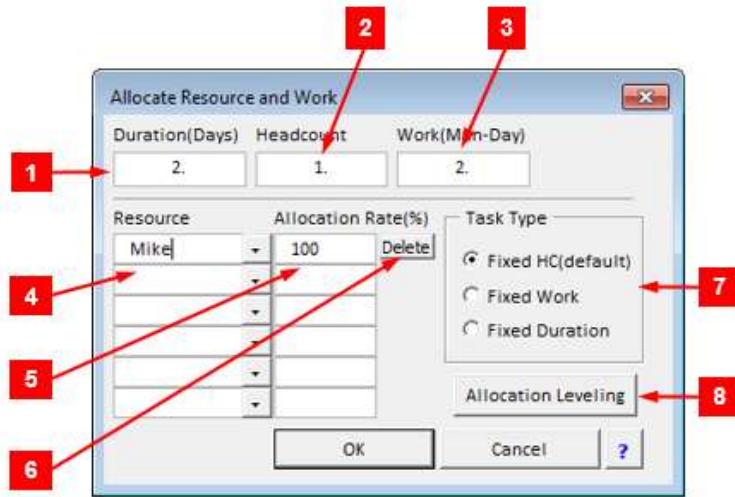 2 3
Allocate Resource and Work
Duration(Days) Headcount Work(Man-Day)
1 2. 1. 2.
Resource Allocation Rate(%) Task Type
Mike 100 Delete
Fixed HC(default)
4 7
Fixed Work
Fixed Duration
5
Allocation Leveling 8
6 OK Cancel ?